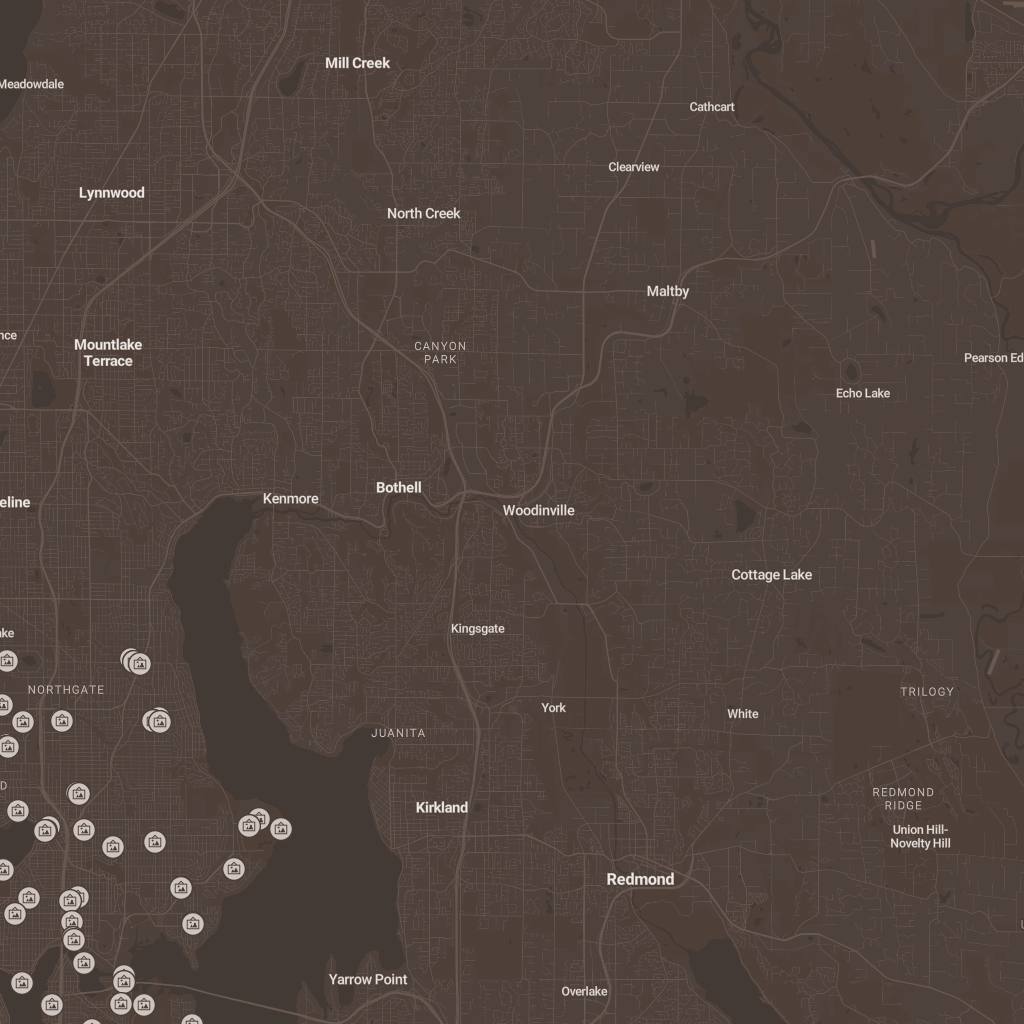 Mill Creek
Meadowdale
Cathcart
Clearview
Lynnwood
North Creek
Maltby
nce
Mountlake
Terrace
CANYON
PARK
Pearson Ed
Echo Lake
Bothell
Kenmore
eline
Woodinville
Cottage Lake
Kingsgate
ake
NORTHGATE
TRILOGY
York
White
JUANITA
D
REDMOND
RIDGE
Kirkland
Union Hill-
Novelty Hill
Redmond
Yarrow Point
Overlake